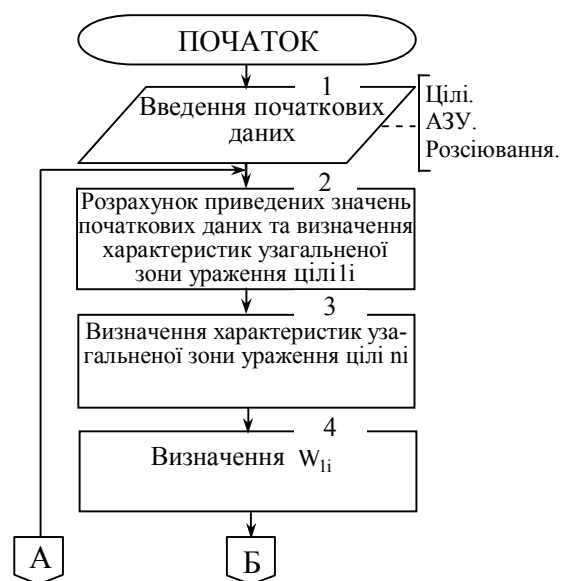 ПОЧАТОК
1
Введення початкових
даних
Цілі.
АЗУ.
Розсіювання.
2
Розрахунок приведених значень
початкових даних та визначення
характеристик узагальненої
зони ураження цілі1і
3
Визначення характеристик уза-
гальненої зони ураження цілі ni
4
Визначення W1i
А
Б